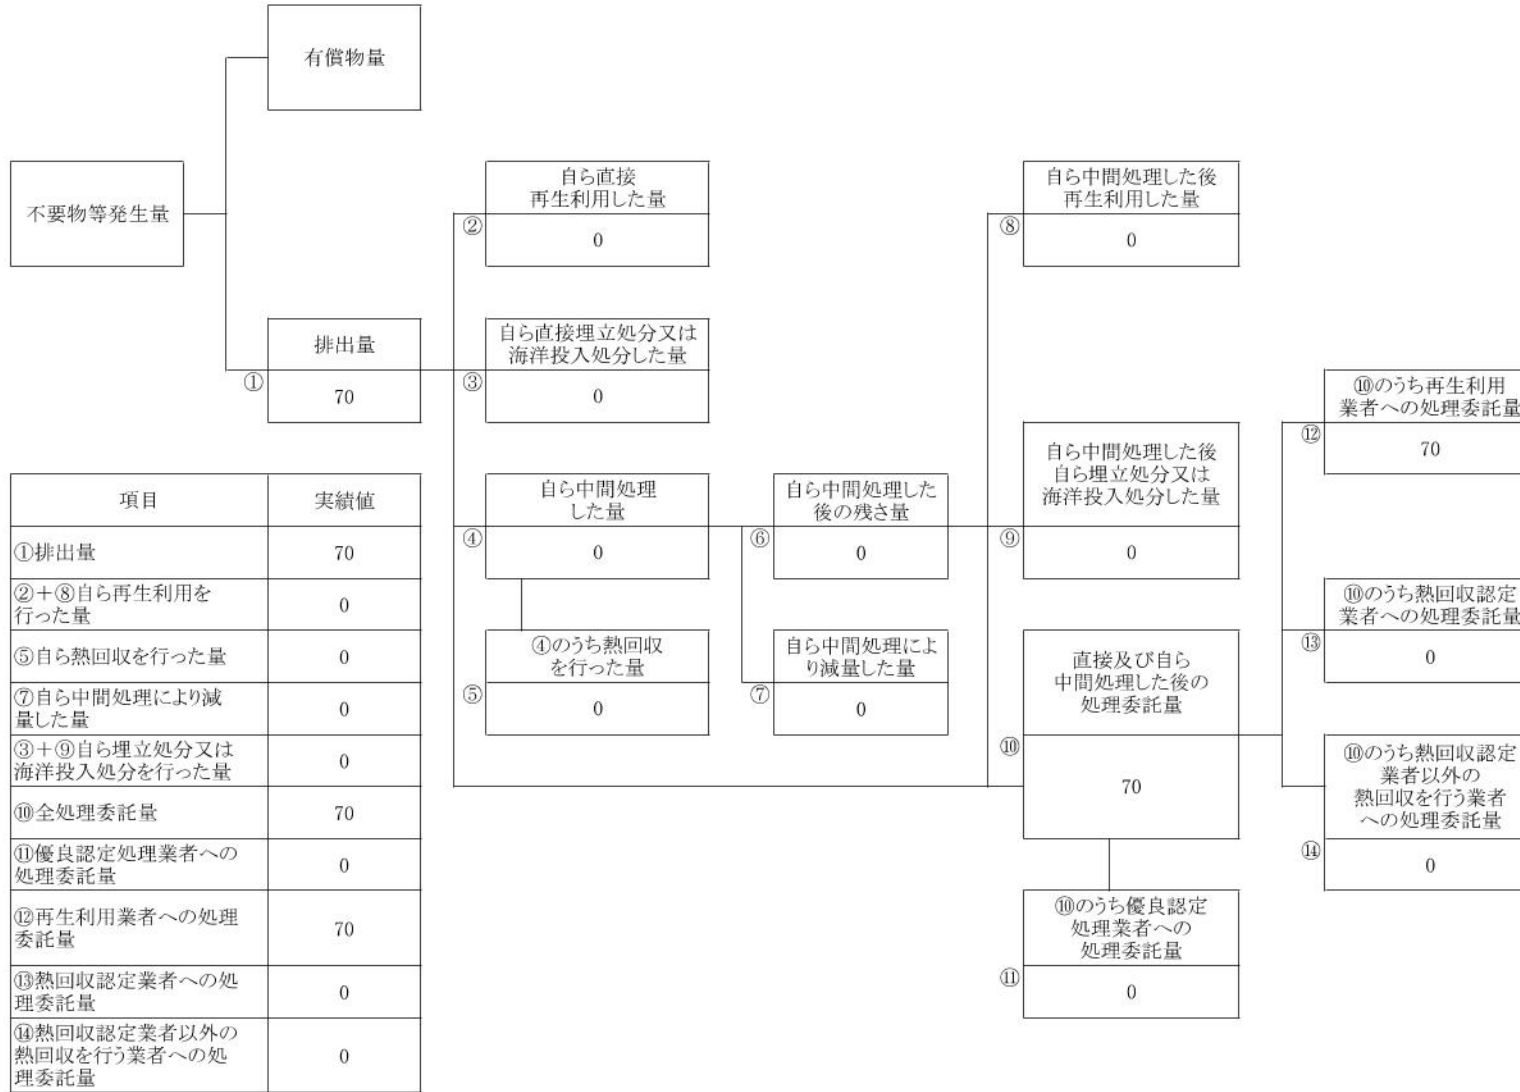 有償物量
不要物等発生量
自ら直接
再生利用した量
②
0
自ら中間処理した後
再生利用した量
⑧
0
排出量
①
70
自ら直接埋立処分又は
海洋投入処分した量
③
0
⑩のうち再生利用
業者への処理委託量
⑫
70
自ら中間処理
した量
④
0
自ら中間処理した
後の残さ量
⑥
0
自ら中間処理した後
自ら埋立処分又は
海洋投入処分した量
⑨
0
④のうち熱回収
を行った量
⑤
0
自ら中間処理によ
り減量した量
⑦
0
直接及び自ら
中間処理した後の
処理委託量
⑩
70
⑩のうち熱回収認定
業者への処理委託量
⑬
0
⑩のうち熱回収認定
業者以外の
熱回収を行う業者
への処理委託量
⑭
0
⑩のうち優良認定
処理業者への
処理委託量
⑪
0
項目 実績値
①排出量 70
②+⑧自ら再生利用を
行った量 0
⑤自ら熱回収を行った量 0
⑦自ら中間処理により減
量した量 0
③+⑨自ら埋立処分又は
海洋投入処分を行った量 0
⑩全処理委託量 70
⑪優良認定処理業者への
処理委託量 0
⑫再生利用業者への処理
委託量 70
⑬熱回収認定業者への処
理委託量 0
⑭熱回収認定業者以外の
熱回収を行う業者への処
理委託量 0